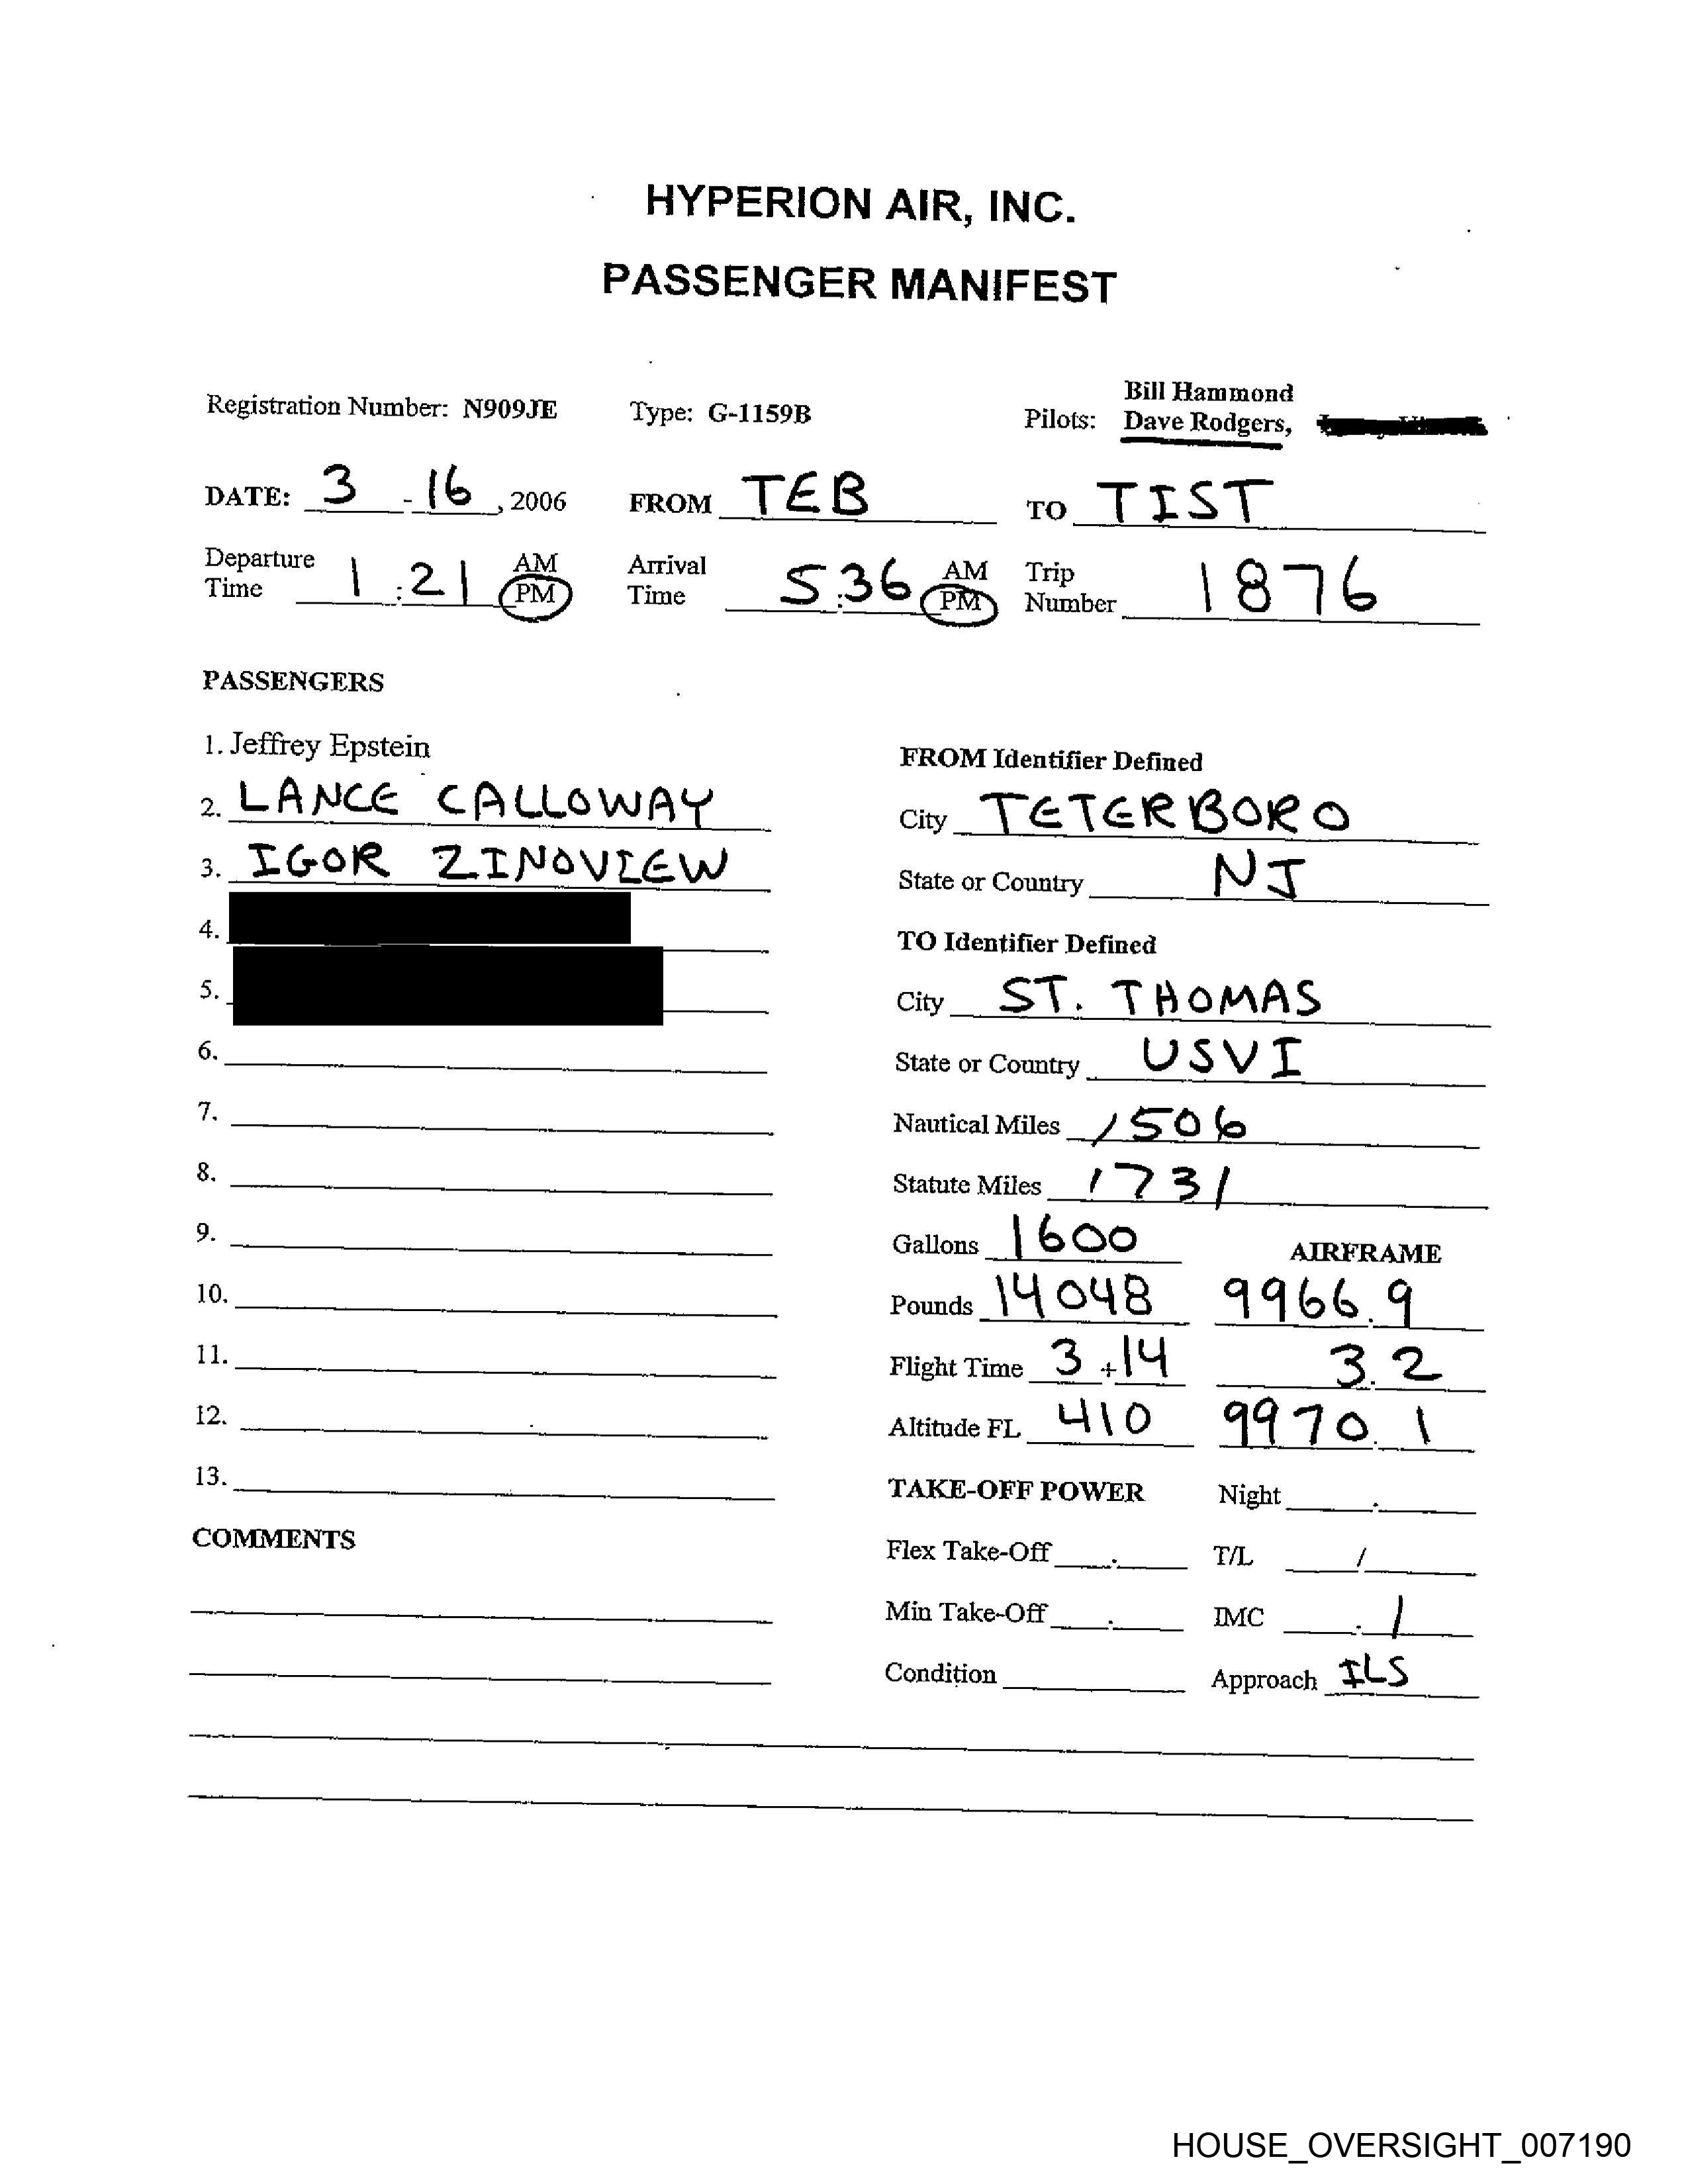 HYPERION AIR, INC.
PASSENGER MANIFEST
Registration Number: N909JE Type: G-1159B Pilots: Bill Hammond
Dave Rodgers,
DATE: 3 - 16, 2006 FROM TEB TO TIST
Departure Time 1:21 AM PM Arrival Time 5:36 AM PM Trip Number 1876
PASSENGERS
1. Jeffrey Epstein
2. LANCE CALLOWAY
3. IGOR ZINOVIEW
4.
5.
6.
7.
8.
9.
10.
11.
12.
13.
COMMENTS
FROM Identifier Defined
City TETERBORO
State or Country NJ
TO Identifier Defined
City ST. THOMAS
State or Country USVI
Nautical Miles 1506
Statute Miles 1731
Gallons 1600 AIRFRAME
Pounds 14048 9966.9
Flight Time 3+14 3.2
Altitude FL 410 9970.1
TAKE-OFF POWER Night .
Flex Take-Off . T/L /
Min Take-Off . IMC .1
Condition Approach ILS
HOUSE_OVERSIGHT_007190